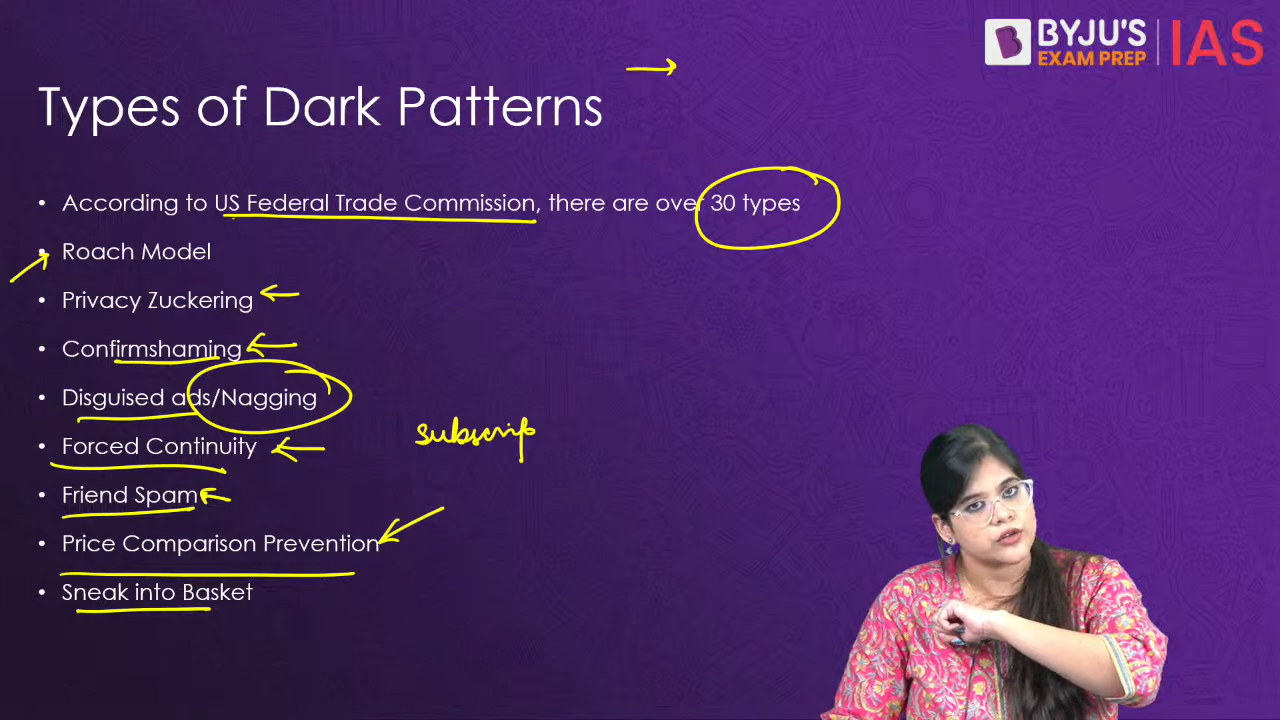 BYJU'S
EXAM PREP
IAS
Types of Dark Patterns
• According to US Federal Trade Commission, there are over 30 types
• Roach Model
• Privacy Zuckering
• Confirmshaming
• Disguised ads/Nagging
• Forced Continuity
subscrip
• Friend Spam
• Price Comparison Prevention
• Sneak into Basket